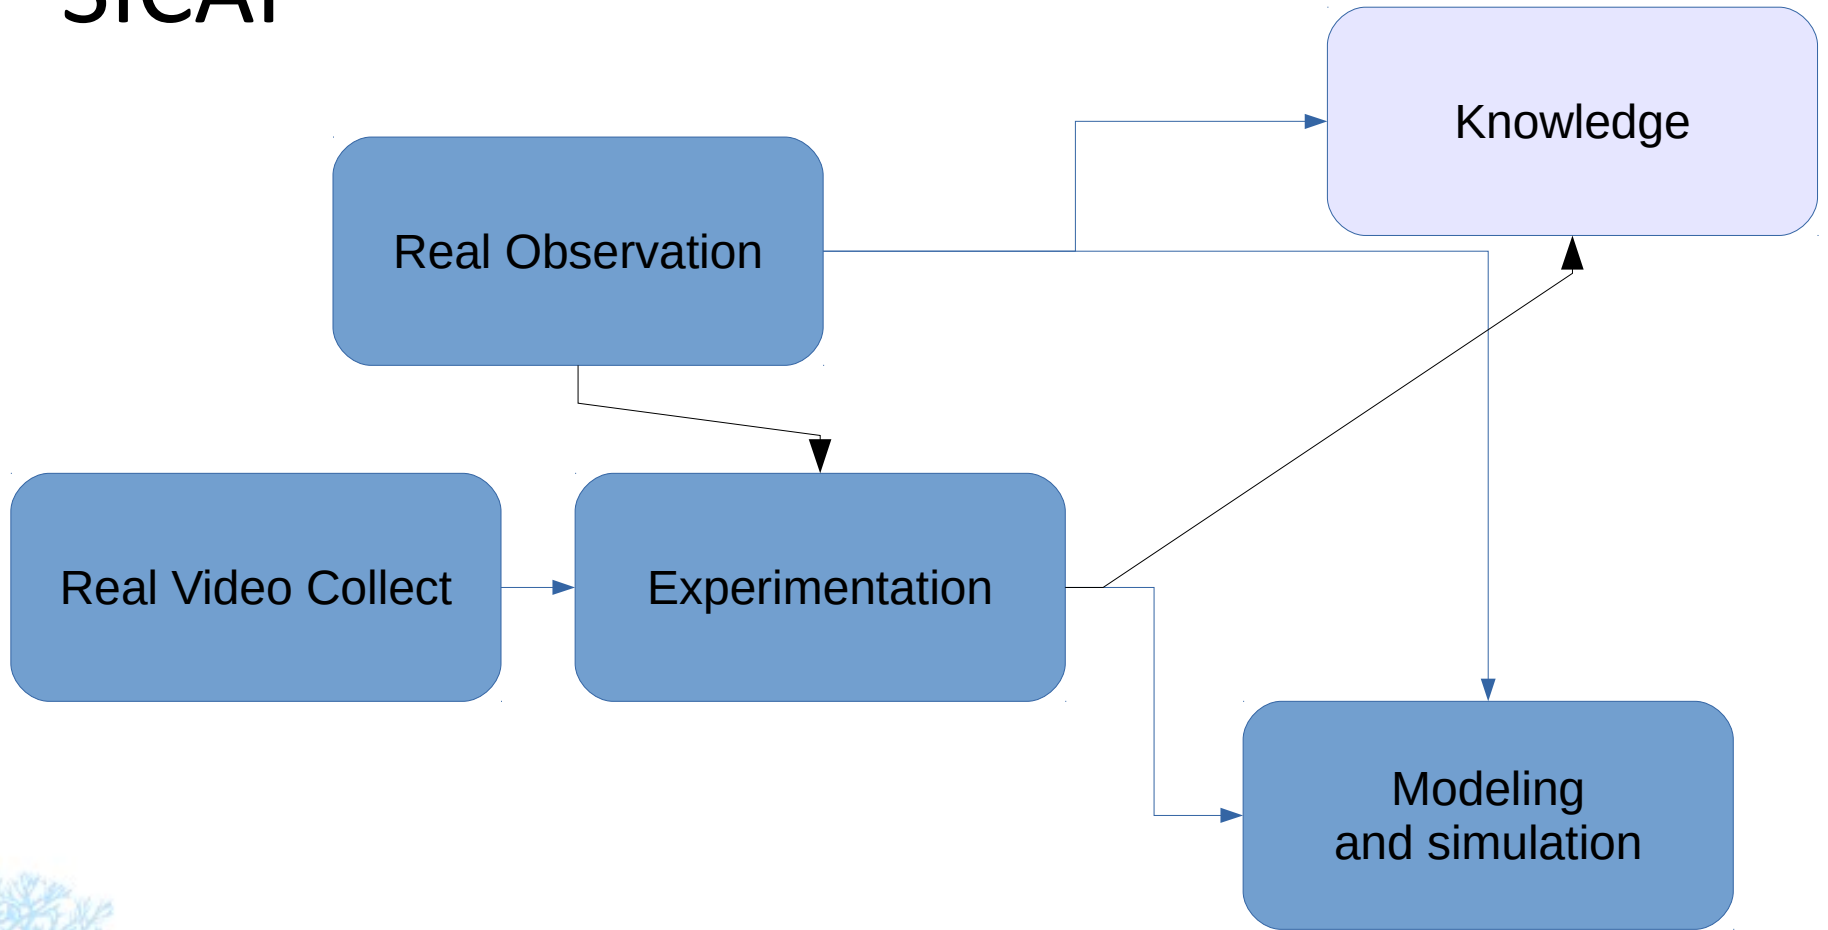 Knowledge
Real Observation
Real Video Collect
Experimentation
Modeling
and simulation